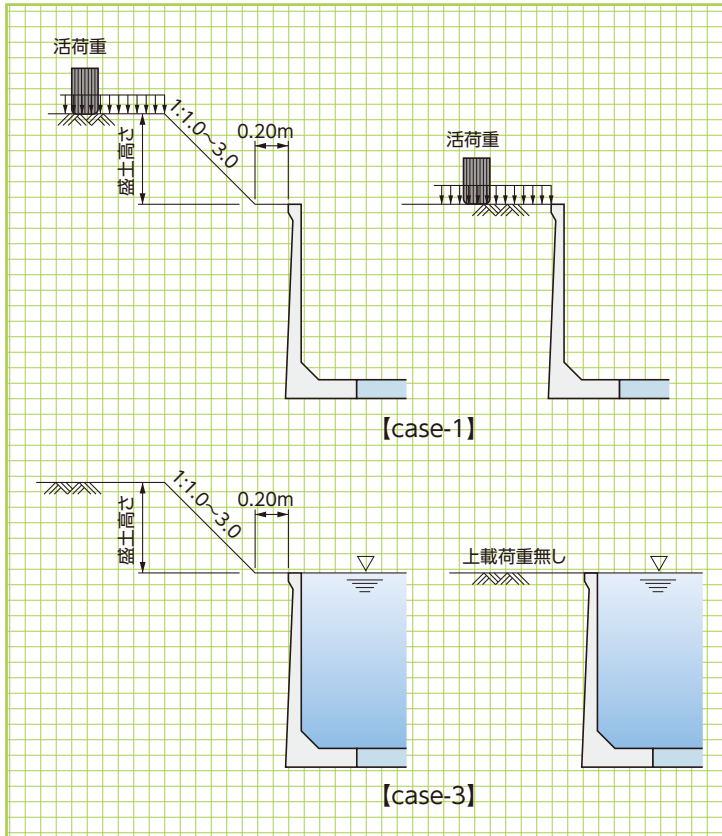 活荷重
1:1.0～3.0
0.20m
盛土高さ
活荷重
【case-1】
1:1.0～3.0
0.20m
盛土高さ
上載荷重無し
【case-3】